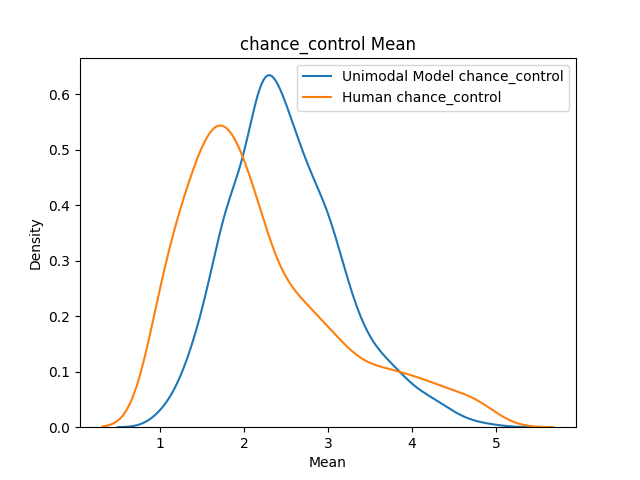 chance_control Mean
Unimodal Model chance_control
Human chance_control
0.6
0.5
0.4
0.3
0.2
0.1
0.0
Density
1 2 3 4 5
Mean